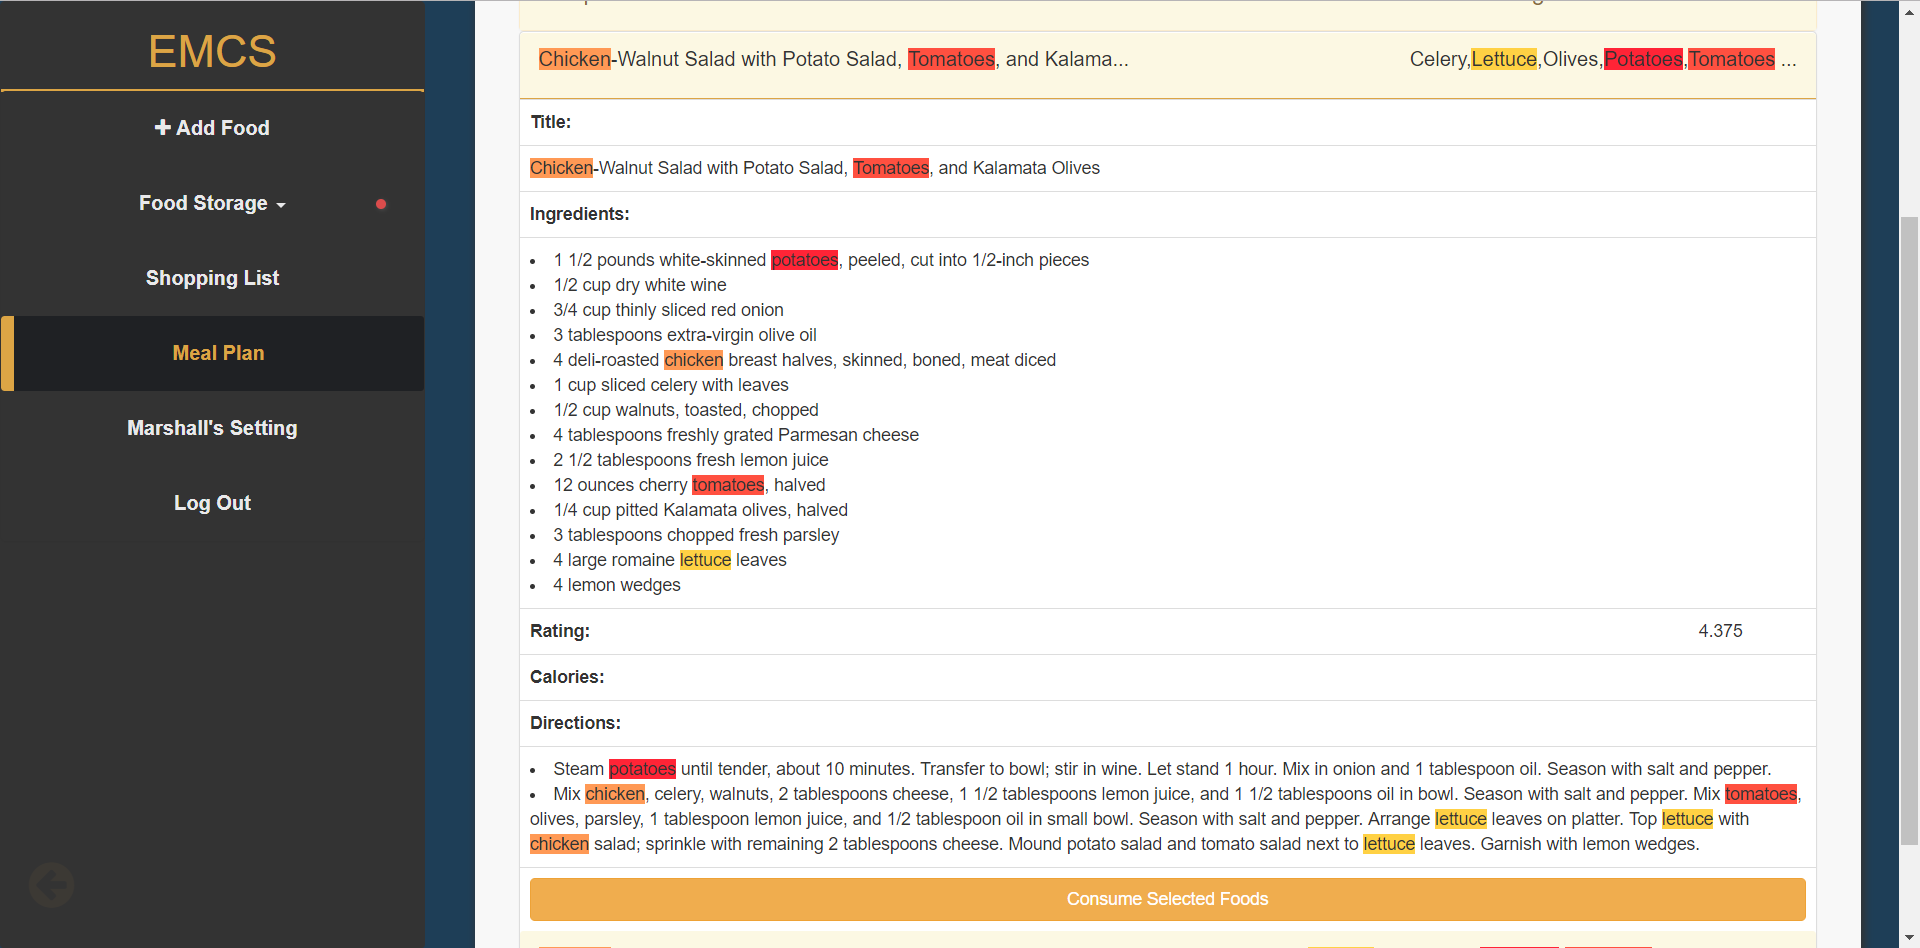 EMCS
Add Food
Food Storage
Shopping List
Meal Plan
Marshall's Setting
Log Out
Chicken-Walnut Salad with Potato Salad, Tomatoes, and Kalama...
Celery,Lettuce,Olives,Potatoes,Tomatoes ...
Title:
Chicken-Walnut Salad with Potato Salad, Tomatoes, and Kalamata Olives
Ingredients:
• 1 1/2 pounds white-skinned potatoes, peeled, cut into 1/2-inch pieces
• 1/2 cup dry white wine
• 3/4 cup thinly sliced red onion
• 3 tablespoons extra-virgin olive oil
• 4 deli-roasted chicken breast halves, skinned, boned, meat diced
• 1 cup sliced celery with leaves
• 1/2 cup walnuts, toasted, chopped
• 4 tablespoons freshly grated Parmesan cheese
• 2 1/2 tablespoons fresh lemon juice
• 12 ounces cherry tomatoes, halved
• 1/4 cup pitted Kalamata olives, halved
• 3 tablespoons chopped fresh parsley
• 4 large romaine lettuce leaves
• 4 lemon wedges
Rating: 4.375
Calories:
Directions:
• Steam potatoes until tender, about 10 minutes. Transfer to bowl; stir in wine. Let stand 1 hour. Mix in onion and 1 tablespoon oil. Season with salt and pepper.
• Mix chicken, celery, walnuts, 2 tablespoons cheese, 1 1/2 tablespoons lemon juice, and 1 1/2 tablespoons oil in bowl. Season with salt and pepper. Mix tomatoes,
olives, parsley, 1 tablespoon lemon juice, and 1/2 tablespoon oil in small bowl. Season with salt and pepper. Arrange lettuce leaves on platter. Top lettuce with
chicken salad; sprinkle with remaining 2 tablespoons cheese. Mound potato salad and tomato salad next to lettuce leaves. Garnish with lemon wedges.
Consume Selected Foods